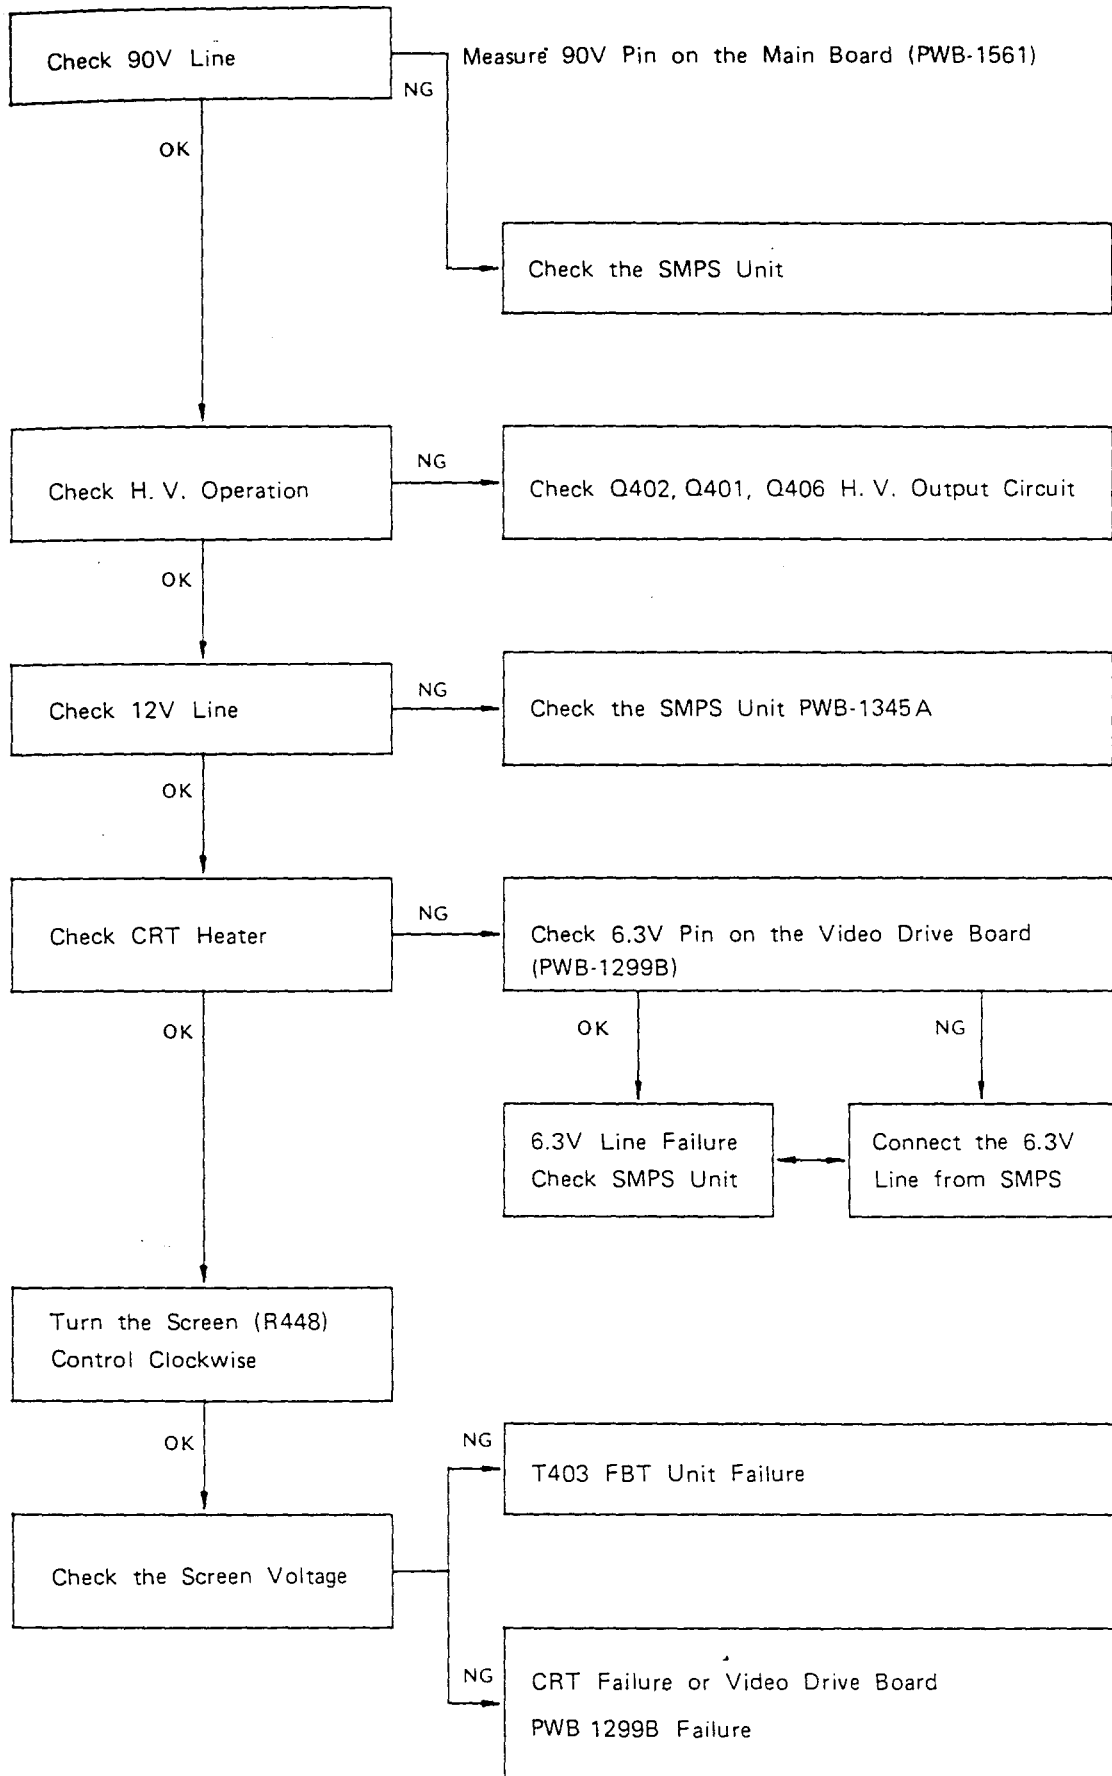 Check 90V Line
Measure 90V Pin on the Main Board (PWB-1561)
NG
OK
Check the SMPS Unit
Check H. V. Operation
NG
Check Q402, Q401, Q406 H. V. Output Circuit
OK
Check 12V Line
NG
Check the SMPS Unit PWB-1345A
OK
Check CRT Heater
NG
Check 6.3V Pin on the Video Drive Board
(PWB-1299B)
OK
OK
NG
6.3V Line Failure
Check SMPS Unit
Connect the 6.3V
Line from SMPS
Turn the Screen (R448)
Control Clockwise
OK
NG
T403 FBT Unit Failure
Check the Screen Voltage
NG
CRT Failure or Video Drive Board
PWB 1299B Failure